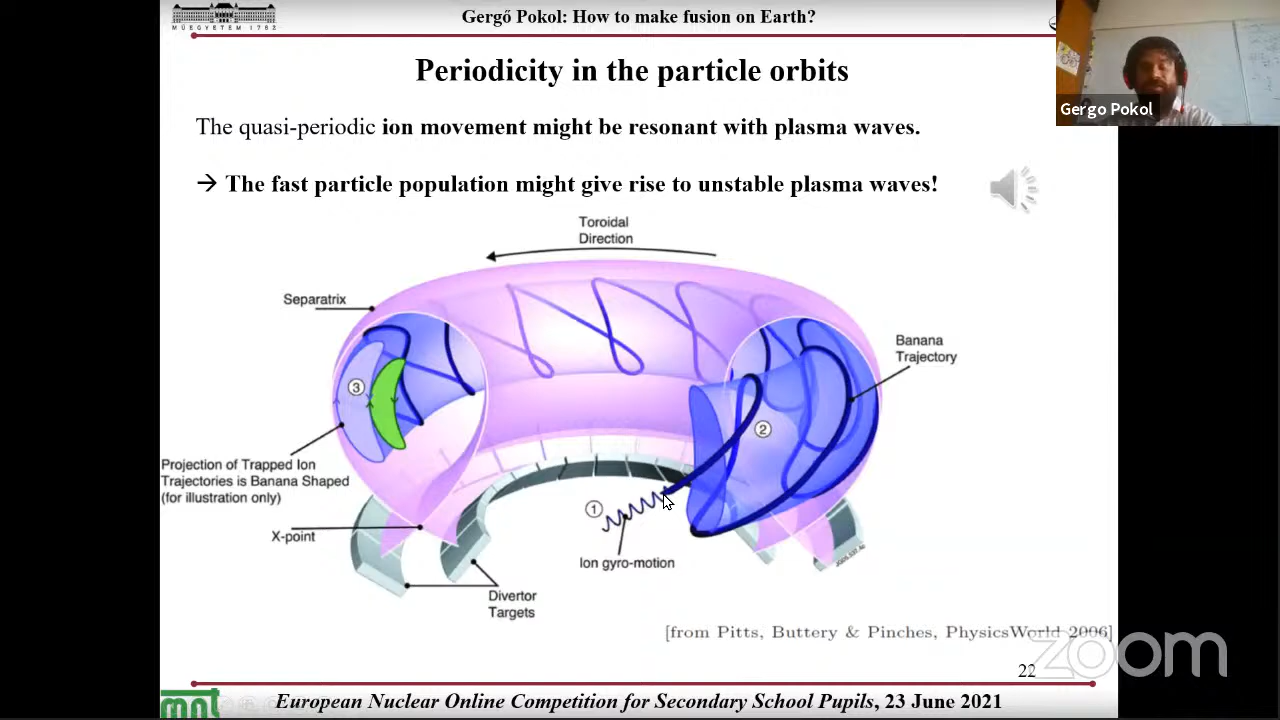 Gergő Pokol: How to make fusion on Earth?
MŰEGYETEM 1782
Periodicity in the particle orbits
Gergo Pokol
The quasi-periodic ion movement might be resonant with plasma waves.
→ The fast particle population might give rise to unstable plasma waves!
Toroidal
Direction
Separatrix
Banana
Trajectory
3
2
Projection of Trapped Ion
Trajectories is Banana Shaped
(for illustration only)
1
X-point
Ion gyro-motion
Divertor
Targets
[from Pitts, Buttery & Pinches, PhysicsWorld 2006]
zoom
22
mnt
European Nuclear Online Competition for Secondary School Pupils, 23 June 2021